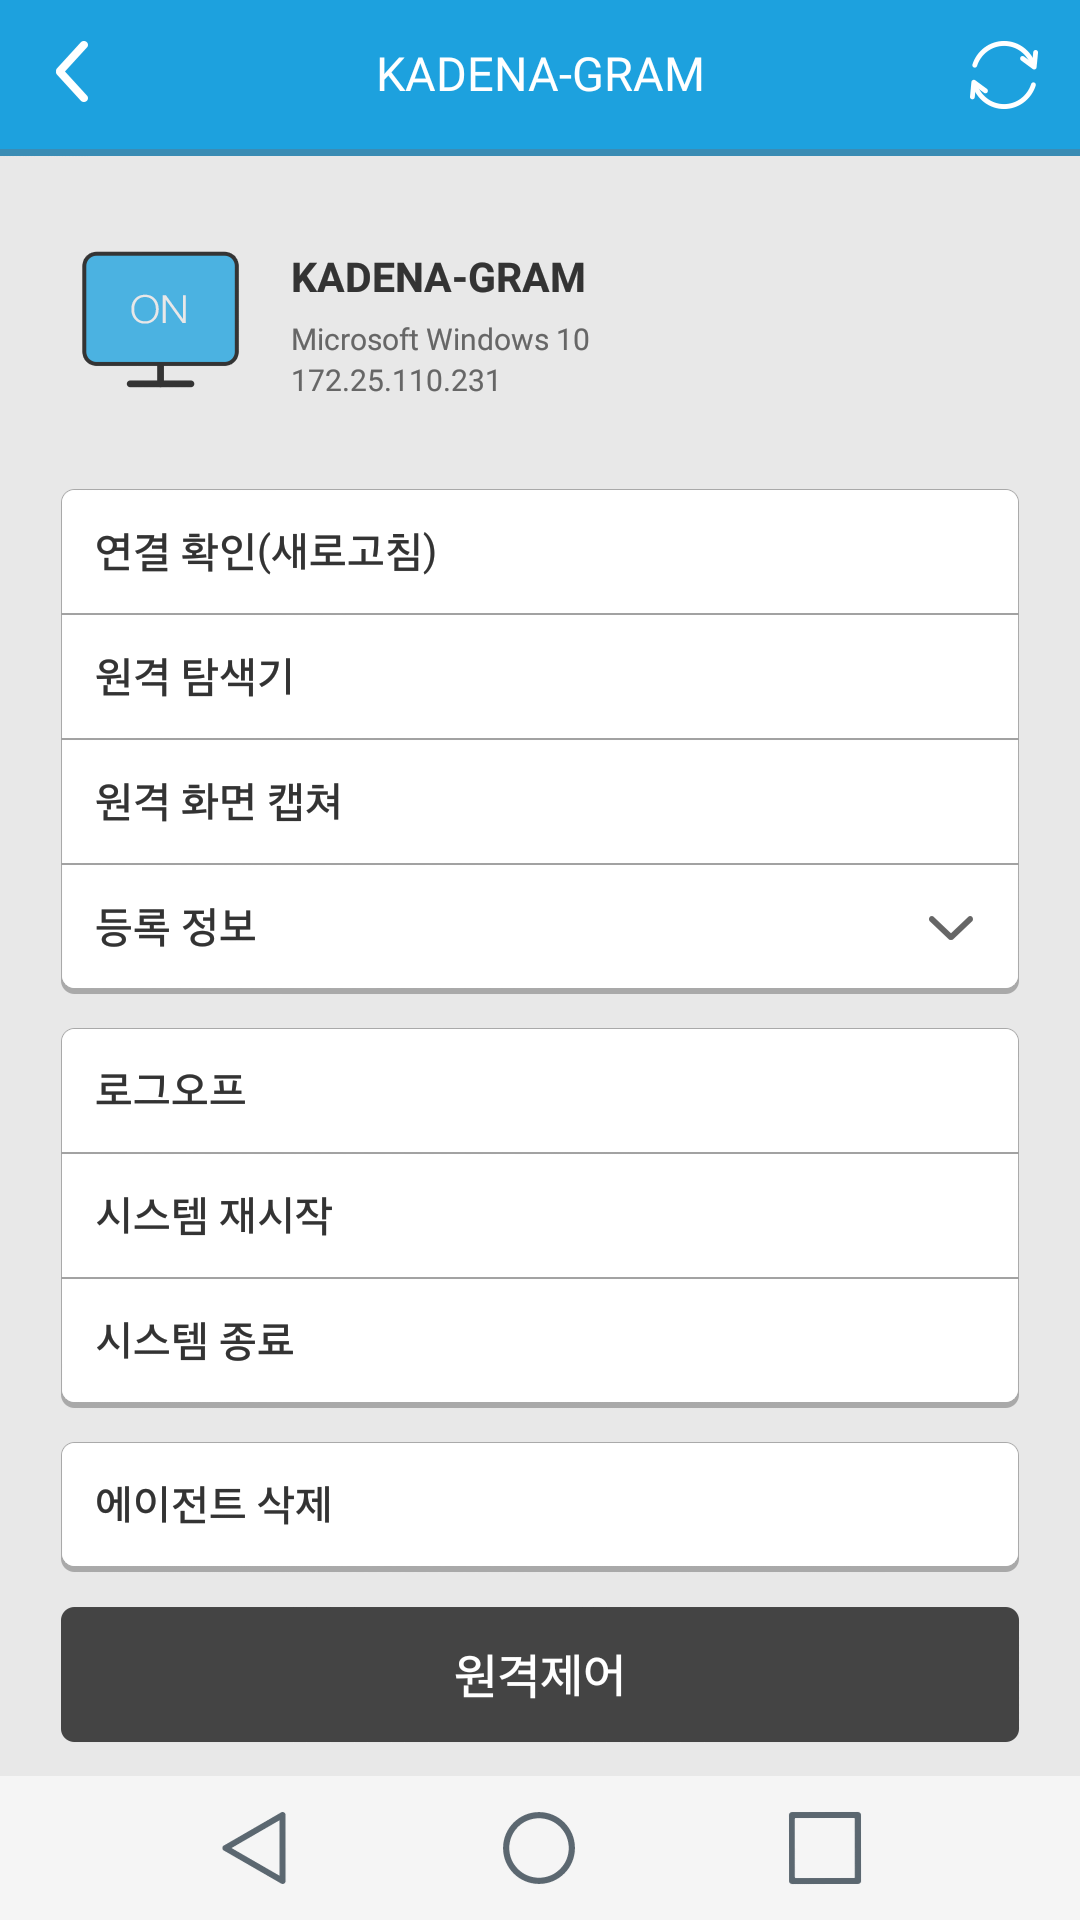 KADENA-GRAM
ON
KADENA-GRAM
Microsoft Windows 10
172.25.110.231
연결 확인(새로고침)
원격 탐색기
원격 화면 캡쳐
등록 정보
로그오프
시스템 재시작
시스템 종료
에이전트 삭제
원격제어